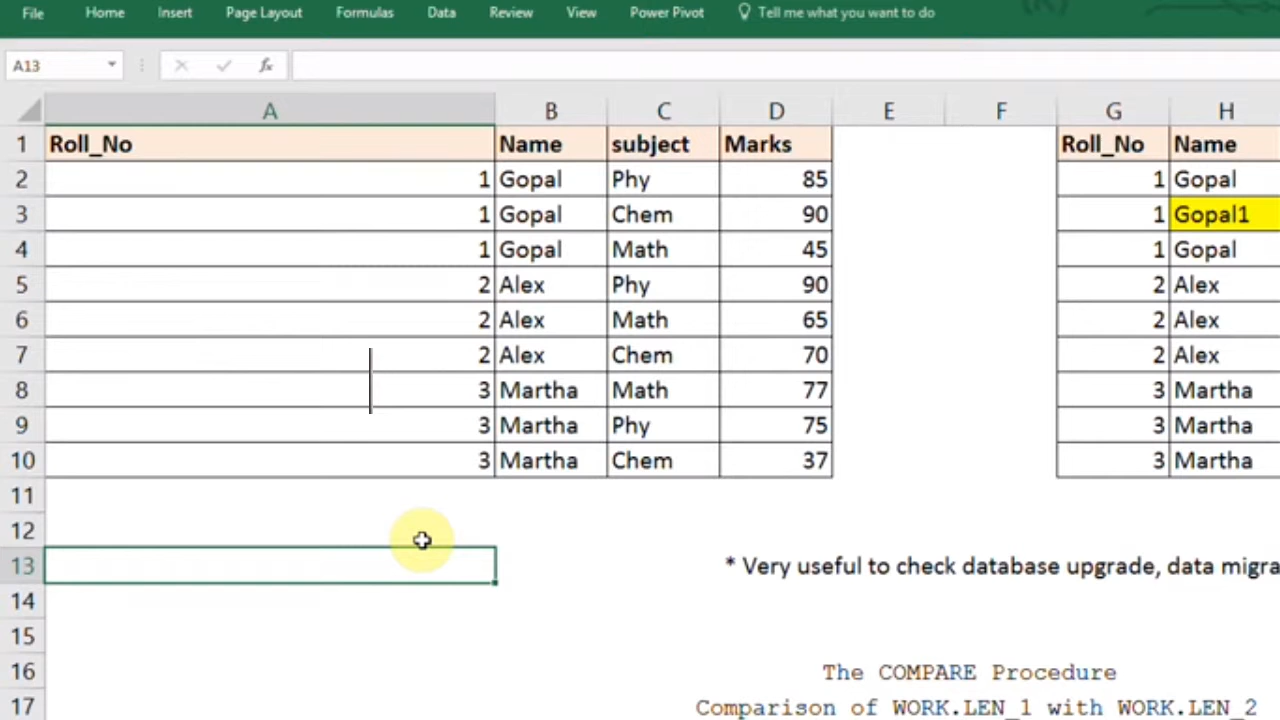 File Home Insert Page Layout Formulas Data Review View Power Pivot Tell me what you want to do
A13 fx
A B C D E F G H
1 Roll_No Name subject Marks Roll_No Name
2 1 Gopal Phy 85 1 Gopal
3 1 Gopal Chem 90 1 Gopal1
4 1 Gopal Math 45 1 Gopal
5 2 Alex Phy 90 2 Alex
6 2 Alex Math 65 2 Alex
7 2 Alex Chem 70 2 Alex
8 3 Martha Math 77 3 Martha
9 3 Martha Phy 75 3 Martha
10 3 Martha Chem 37 3 Martha
11
12
13 * Very useful to check database upgrade, data migra
14
15
16 The COMPARE Procedure
17 Comparison of WORK.LEN_1 with WORK.LEN_2